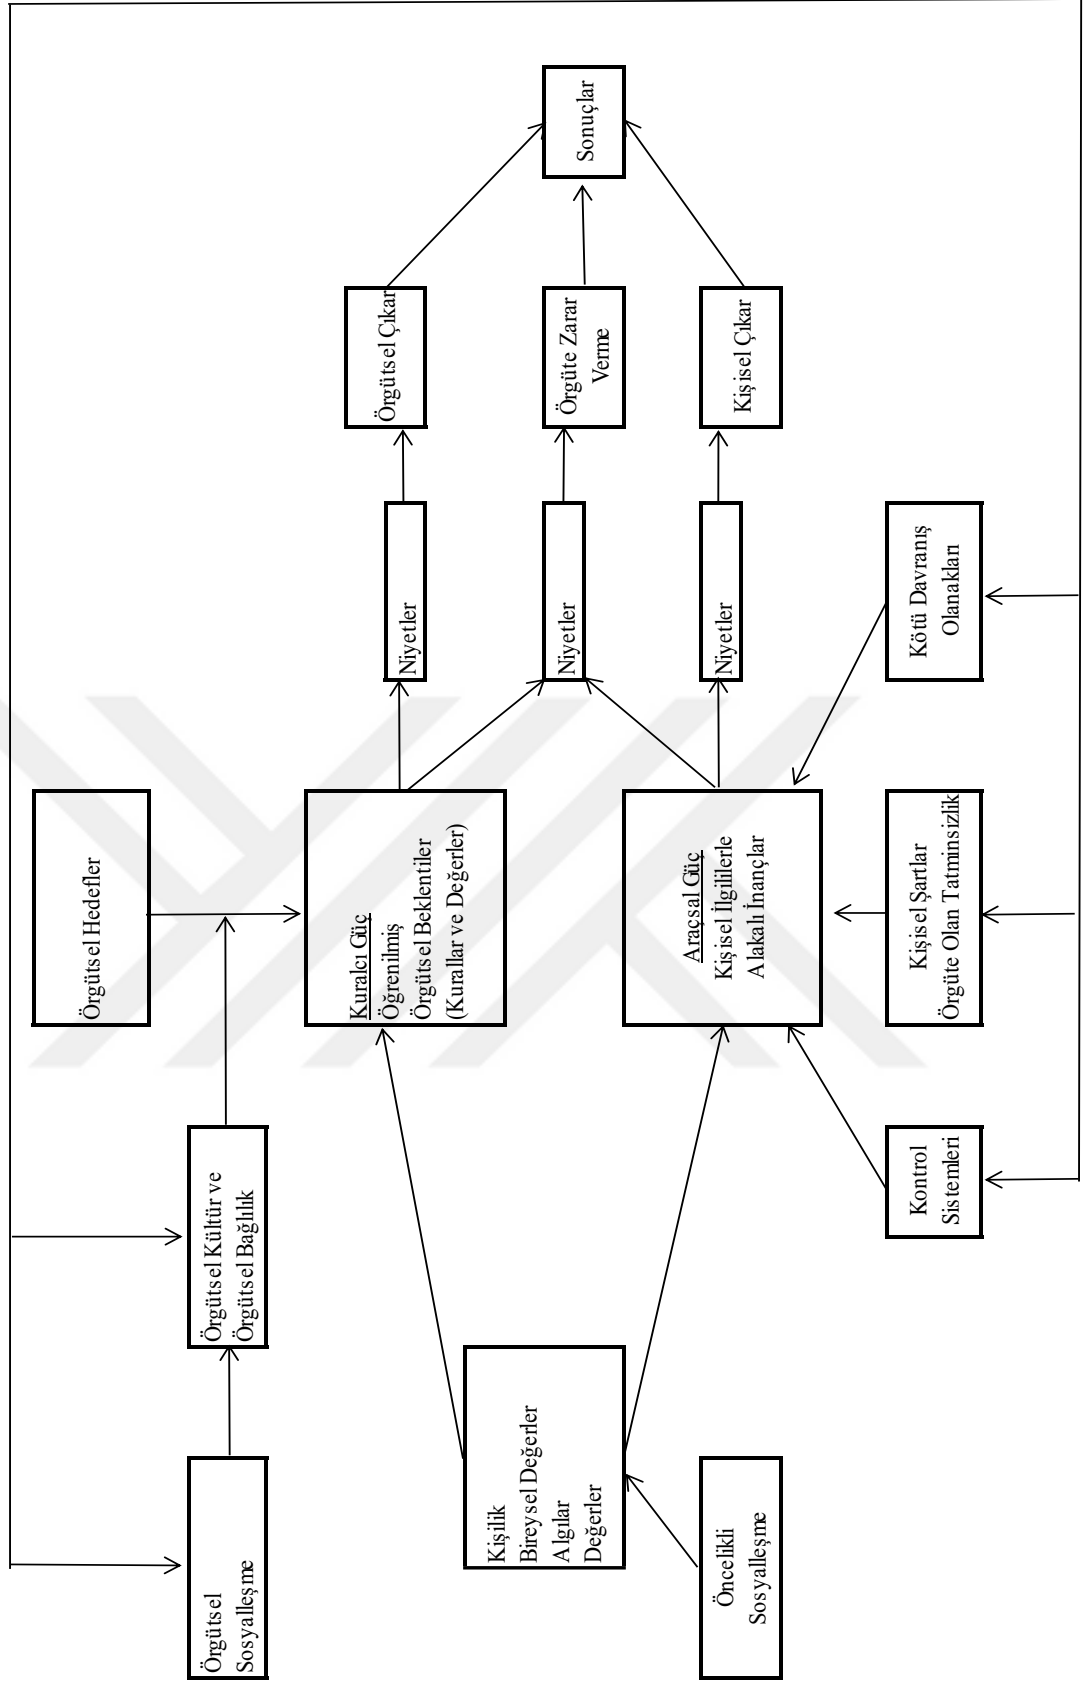 Örgütsel
Sosyalleşme
Örgütsel Kültür ve
Örgütsel Bağlılık
Örgütsel Hedefler
Kişilik
Bireysel Değerler
Algılar
Değerler
Öncelikli
Sosyalleşme
Kuralcı Güç
Öğrenilmiş
Örgütsel Beklentiler
(Kurallar ve Değerler)
Araçsal Güç
Kişisel İlgililerle
Alakalı İnançlar
Kontrol
Sistemleri
Kişisel Şartlar
Örgüte Olan Tatminsizlik
Kötü Davranış
Olanakları
Niyetler
Niyetler
Niyetler
Örgütsel Çıkar
Örgüte Zarar
Verme
Kişisel Çıkar
Sonuçlar